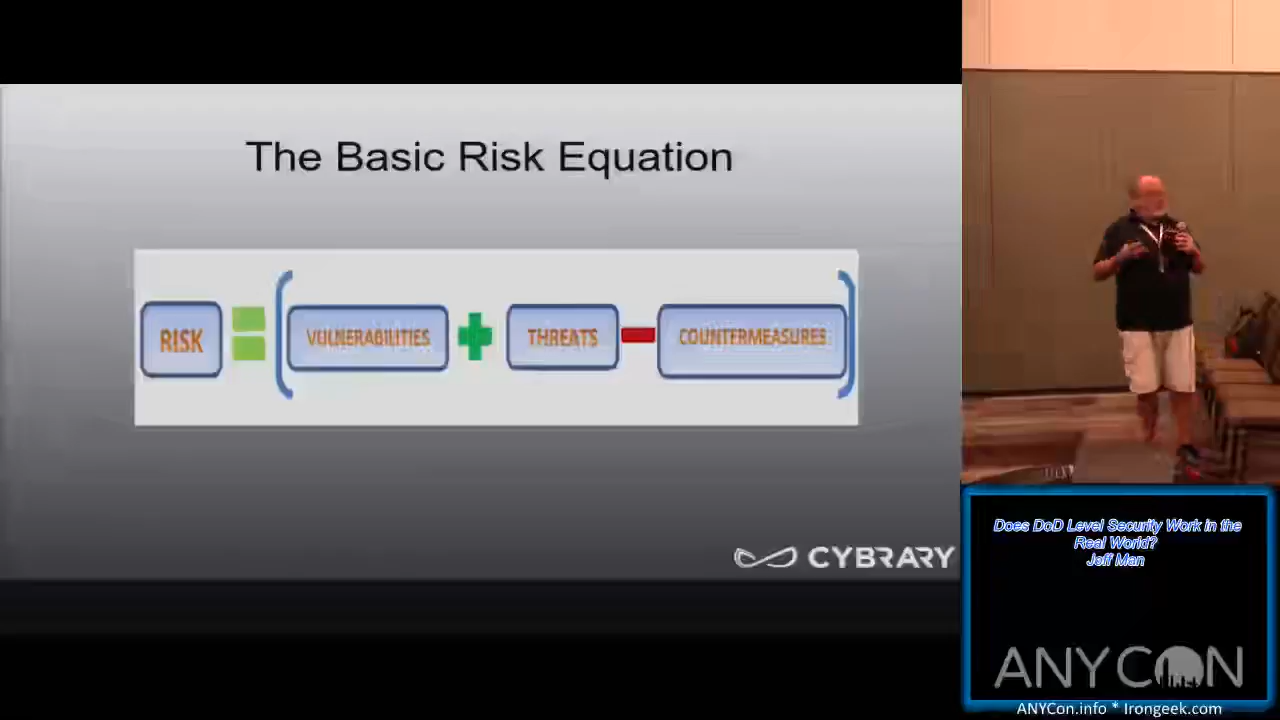 The Basic Risk Equation
RISK = ( VULNERABILITIES + THREATS - COUNTERMEASURES )
CYBRARY
Does DoD Level Security Work in the
Real World?
Jeff Man
ANYCON
ANYCon.info * Irongeek.com